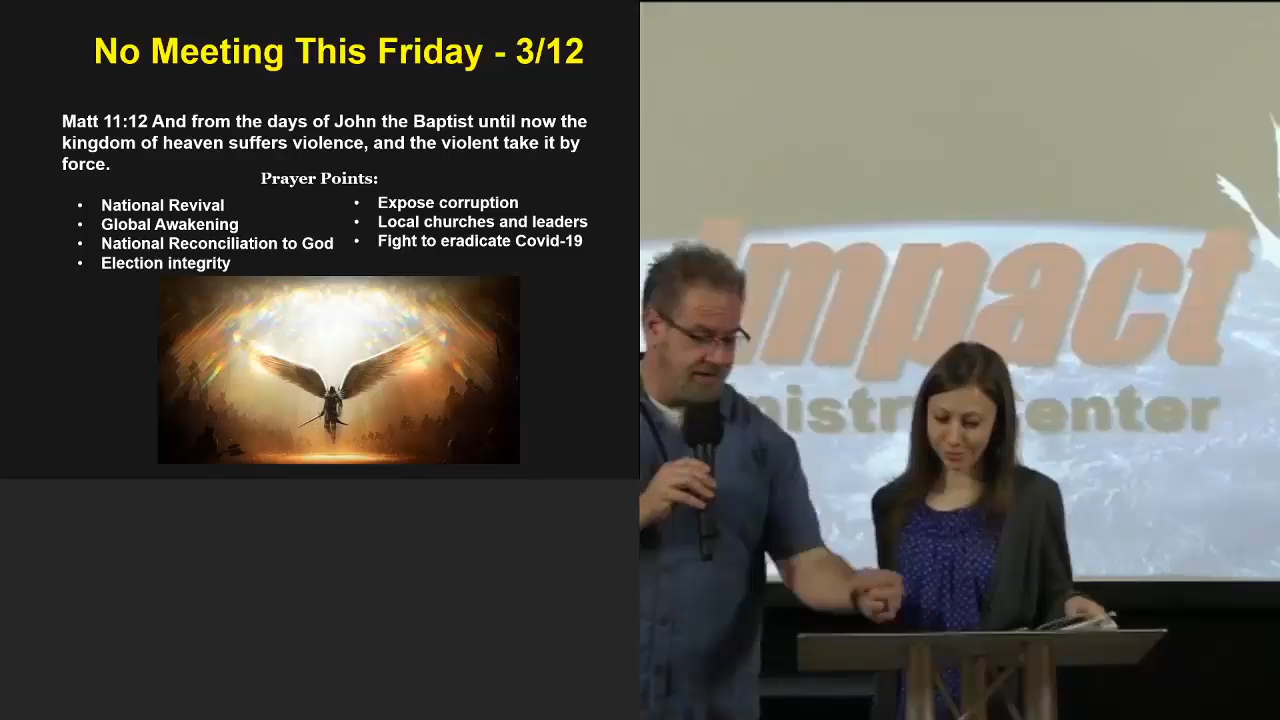 No Meeting This Friday - 3/12
Matt 11:12 And from the days of John the Baptist until now the
kingdom of heaven suffers violence, and the violent take it by
force.
Prayer Points:
• National Revival
• Global Awakening
• National Reconciliation to God
• Election integrity
• Expose corruption
• Local churches and leaders
• Fight to eradicate Covid-19
Impact
Ministry Center